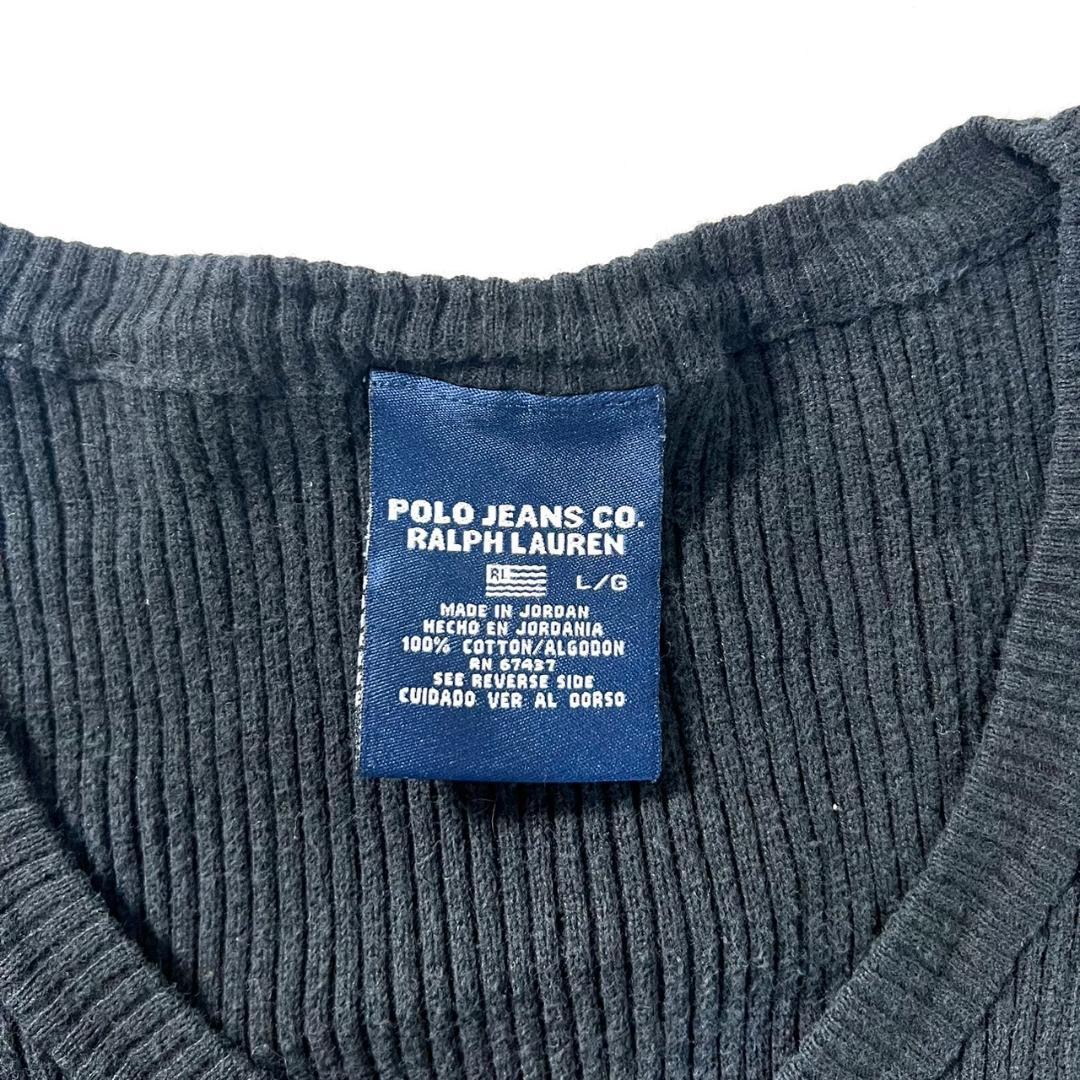 POLO JEANS CO.
RALPH LAUREN
RL L/G
MADE IN JORDAN
HECHO EN JORDANIA
100% COTTON/ALGODON
RN 67437
SEE REVERSE SIDE
CUIDADO VER AL DORSO